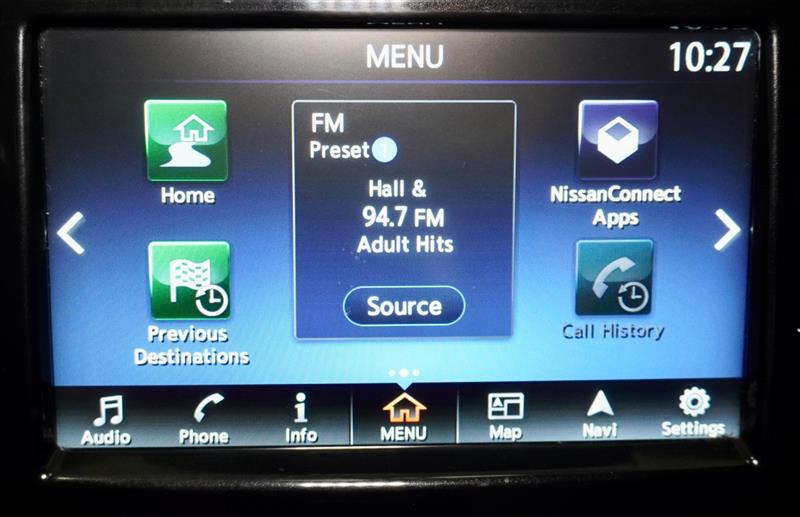 MENU
10:27
Home
FM
Preset 1
Hall &
94.7 FM
Adult Hits
Source
NissanConnect
Apps
Previous
Destinations
Call History
Audio
Phone
Info
MENU
Map
Navi
Settings